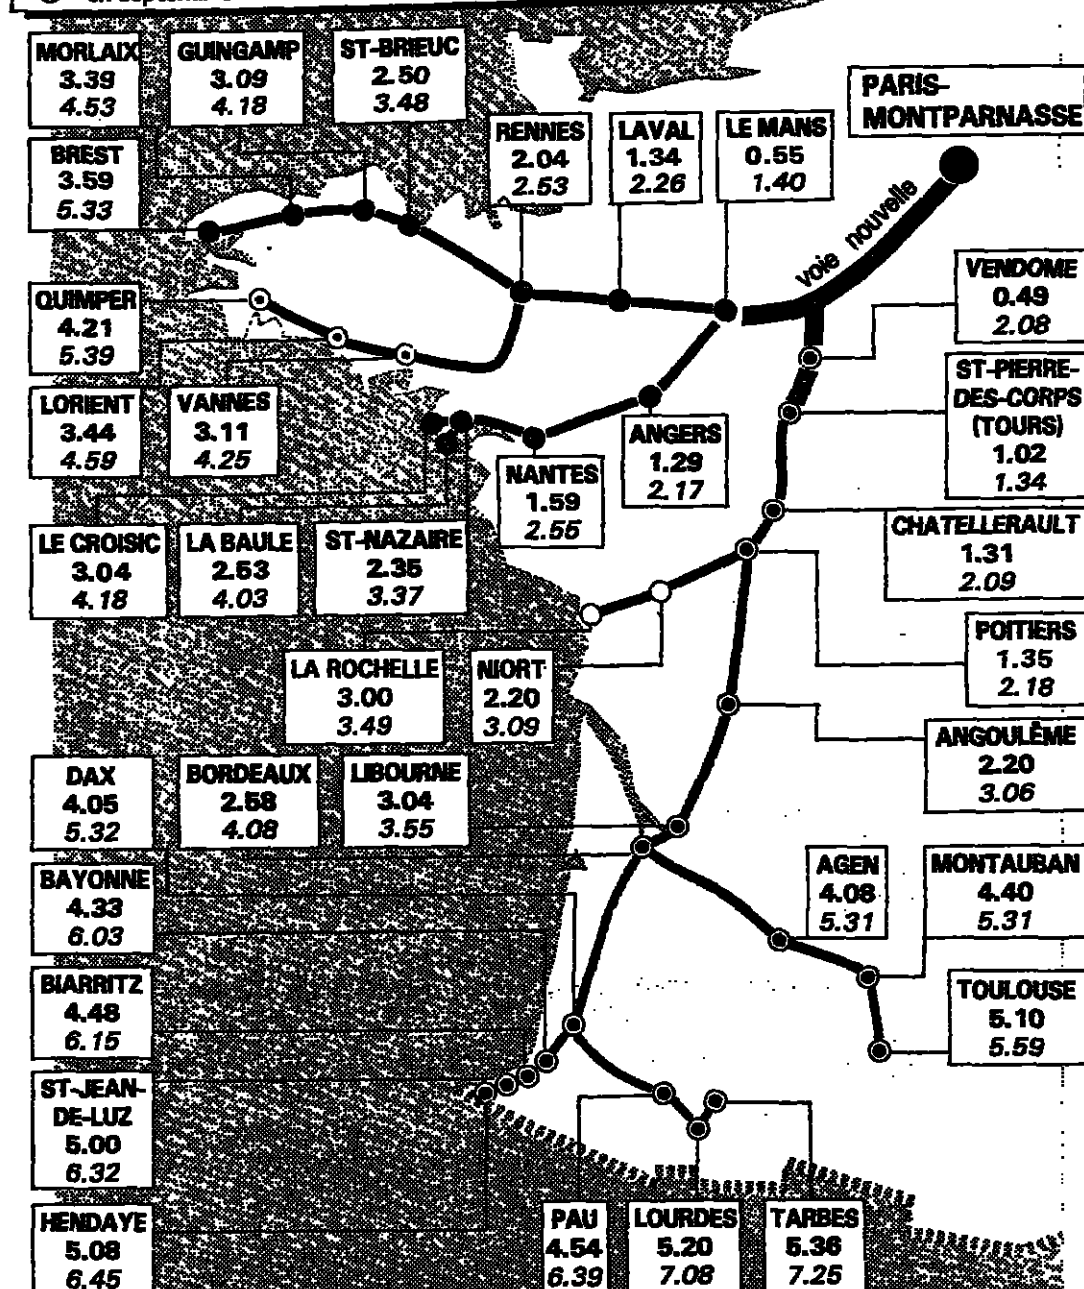 MORLAIX
3.39
4.53
GUINGAMP
3.09
4.18
ST-BRIEUC
2.50
3.48
PARIS-
MONTPARNASSE
BREST
3.59
5.33
RENNES
2.04
2.53
LAVAL
1.34
2.26
LE MANS
0.55
1.40
voie nouvelle
VENDOME
0.49
2.08
QUIMPER
4.21
5.39
ST-PIERRE-
DES-CORPS
(TOURS)
1.02
1.34
LORIENT
3.44
4.59
VANNES
3.11
4.25
ANGERS
1.29
2.17
NANTES
1.59
2.55
CHATELLERAULT
1.31
2.09
LE CROISIC
3.04
4.18
LA BAULE
2.53
4.03
ST-NAZAIRE
2.35
3.37
POITIERS
1.35
2.18
LA ROCHELLE
3.00
3.49
NIORT
2.20
3.09
ANGOULÊME
2.20
3.06
DAX
4.05
5.32
BORDEAUX
2.58
4.08
LIBOURNE
3.04
3.55
AGEN
4.08
5.31
MONTAUBAN
4.40
5.31
BAYONNE
4.33
6.03
BIARRITZ
4.48
6.15
TOULOUSE
5.10
5.59
ST-JEAN-
DE-LUZ
5.00
6.32
HENDAYE
5.08
6.45
PAU
4.54
6.39
LOURDES
5.20
7.08
TARBES
5.36
7.25